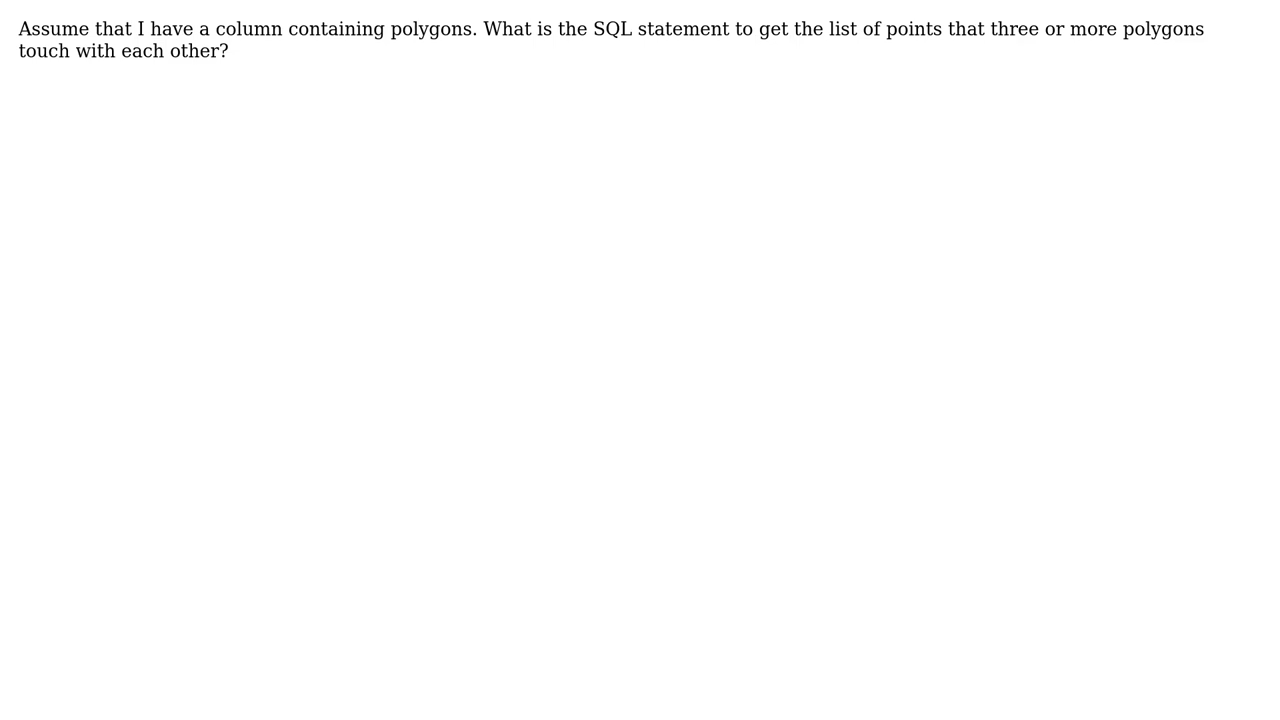 Assume that I have a column containing polygons. What is the SQL statement to get the list of points that three or more polygons
touch with each other?